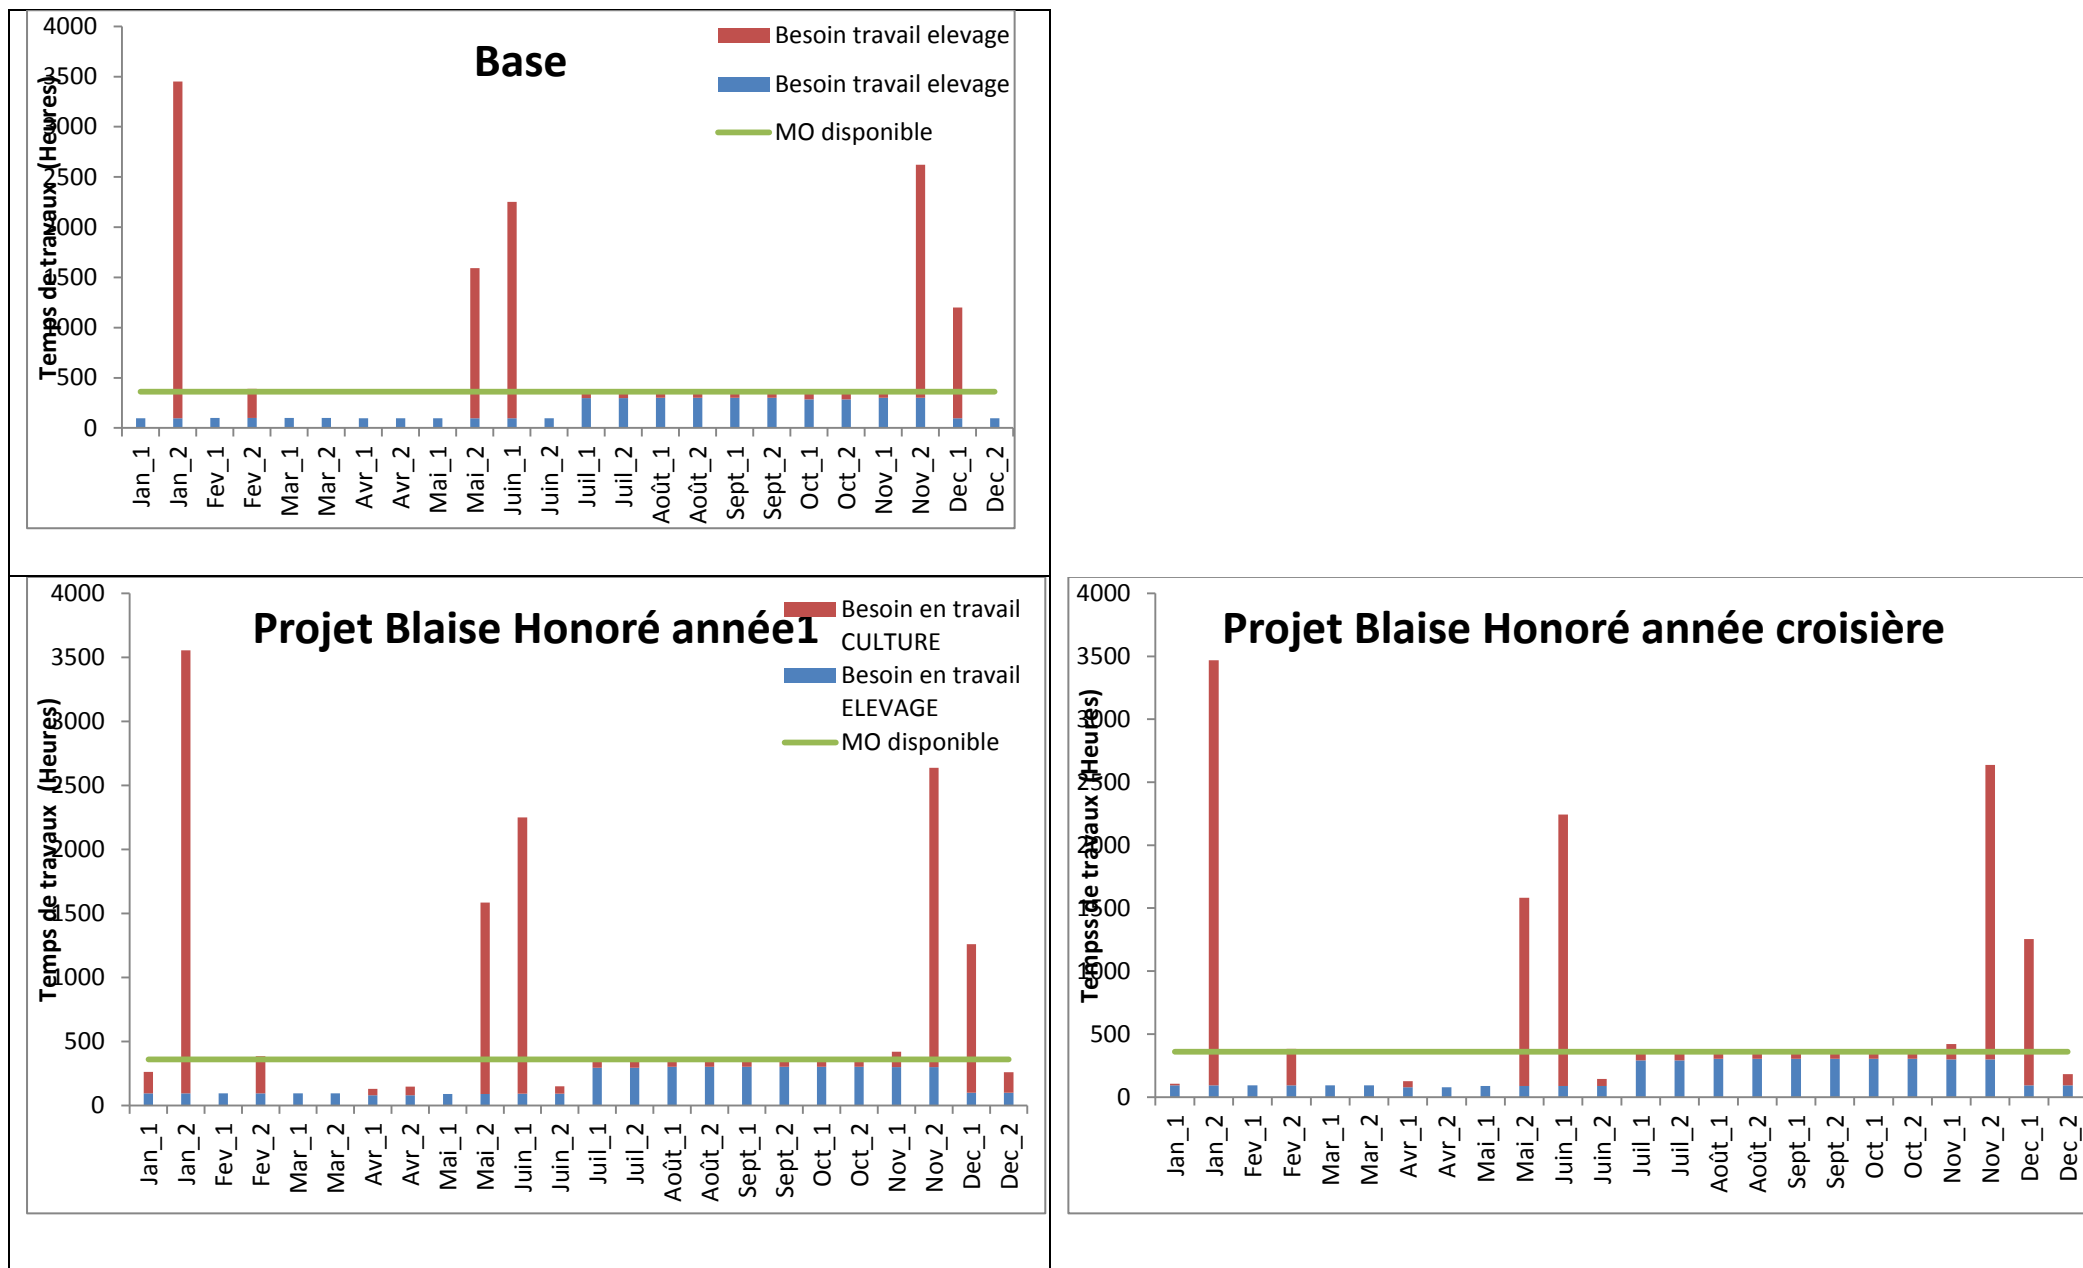 Base
Besoin travail elevage
Besoin travail elevage
MO disponible
Temps de travaux (Heures)
4000
3500
3000
2500
2000
1500
1000
500
0
Jan_1
Jan_2
Fev_1
Fev_2
Mar_1
Mar_2
Avr_1
Avr_2
Mai_1
Mai_2
Juin_1
Juin_2
Juil_1
Juil_2
Août_1
Août_2
Sept_1
Sept_2
Oct_1
Oct_2
Nov_1
Nov_2
Dec_1
Dec_2
Projet Blaise Honoré année1
Besoin en travail
CULTURE
Besoin en travail
ELEVAGE
MO disponible
Temps de travaux (Heures)
4000
3500
3000
2500
2000
1500
1000
500
0
Jan_1
Jan_2
Fev_1
Fev_2
Mar_1
Mar_2
Avr_1
Avr_2
Mai_1
Mai_2
Juin_1
Juin_2
Juil_1
Juil_2
Août_1
Août_2
Sept_1
Sept_2
Oct_1
Oct_2
Nov_1
Nov_2
Dec_1
Dec_2
Projet Blaise Honoré année croisière
Tempss de travaux (Heures)
4000
3500
3000
2500
2000
1500
1000
500
0
Jan_1
Jan_2
Fev_1
Fev_2
Mar_1
Mar_2
Avr_1
Avr_2
Mai_1
Mai_2
Juin_1
Juin_2
Juil_1
Juil_2
Août_1
Août_2
Sept_1
Sept_2
Oct_1
Oct_2
Nov_1
Nov_2
Dec_1
Dec_2